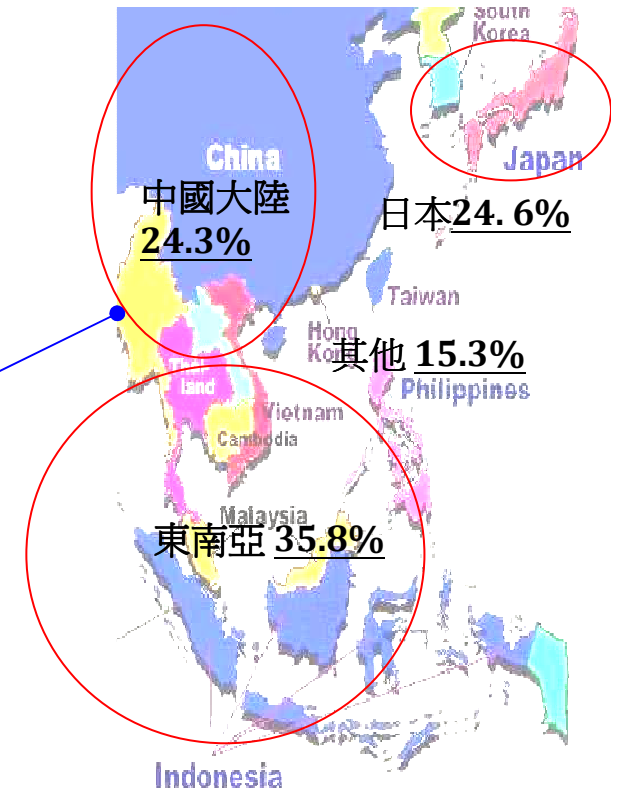 South
Korea
China
Japan
中國大陸
24.3%
日本24. 6%
Taiwan
Hong
Kong
其他 15.3%
Thai
land
Philippines
Vietnam
Cambodia
Malaysia
東南亞 35.8%
Indonesia